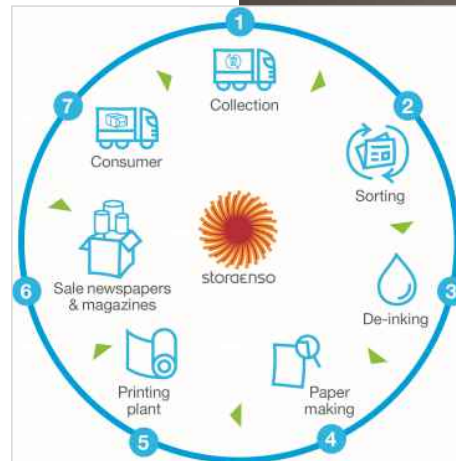 1
Collection
2
Sorting
3
De-inking
4
Paper
making
5
Printing
plant
6
Sale newspapers
& magazines
7
Consumer
storaenso